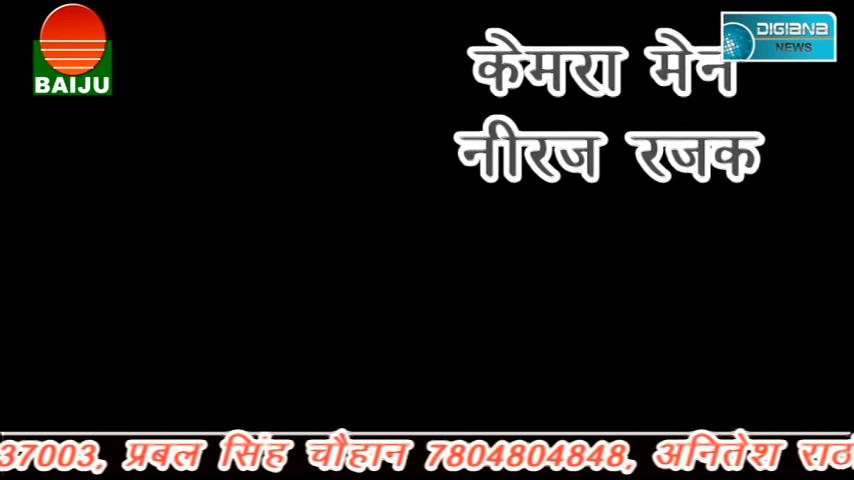 BAIJU
DIGIANA
NEWS
केमरा मेन
नीरज रजक
37003, प्रबल सिंह चौहान 7804804848, अनितेश राठ